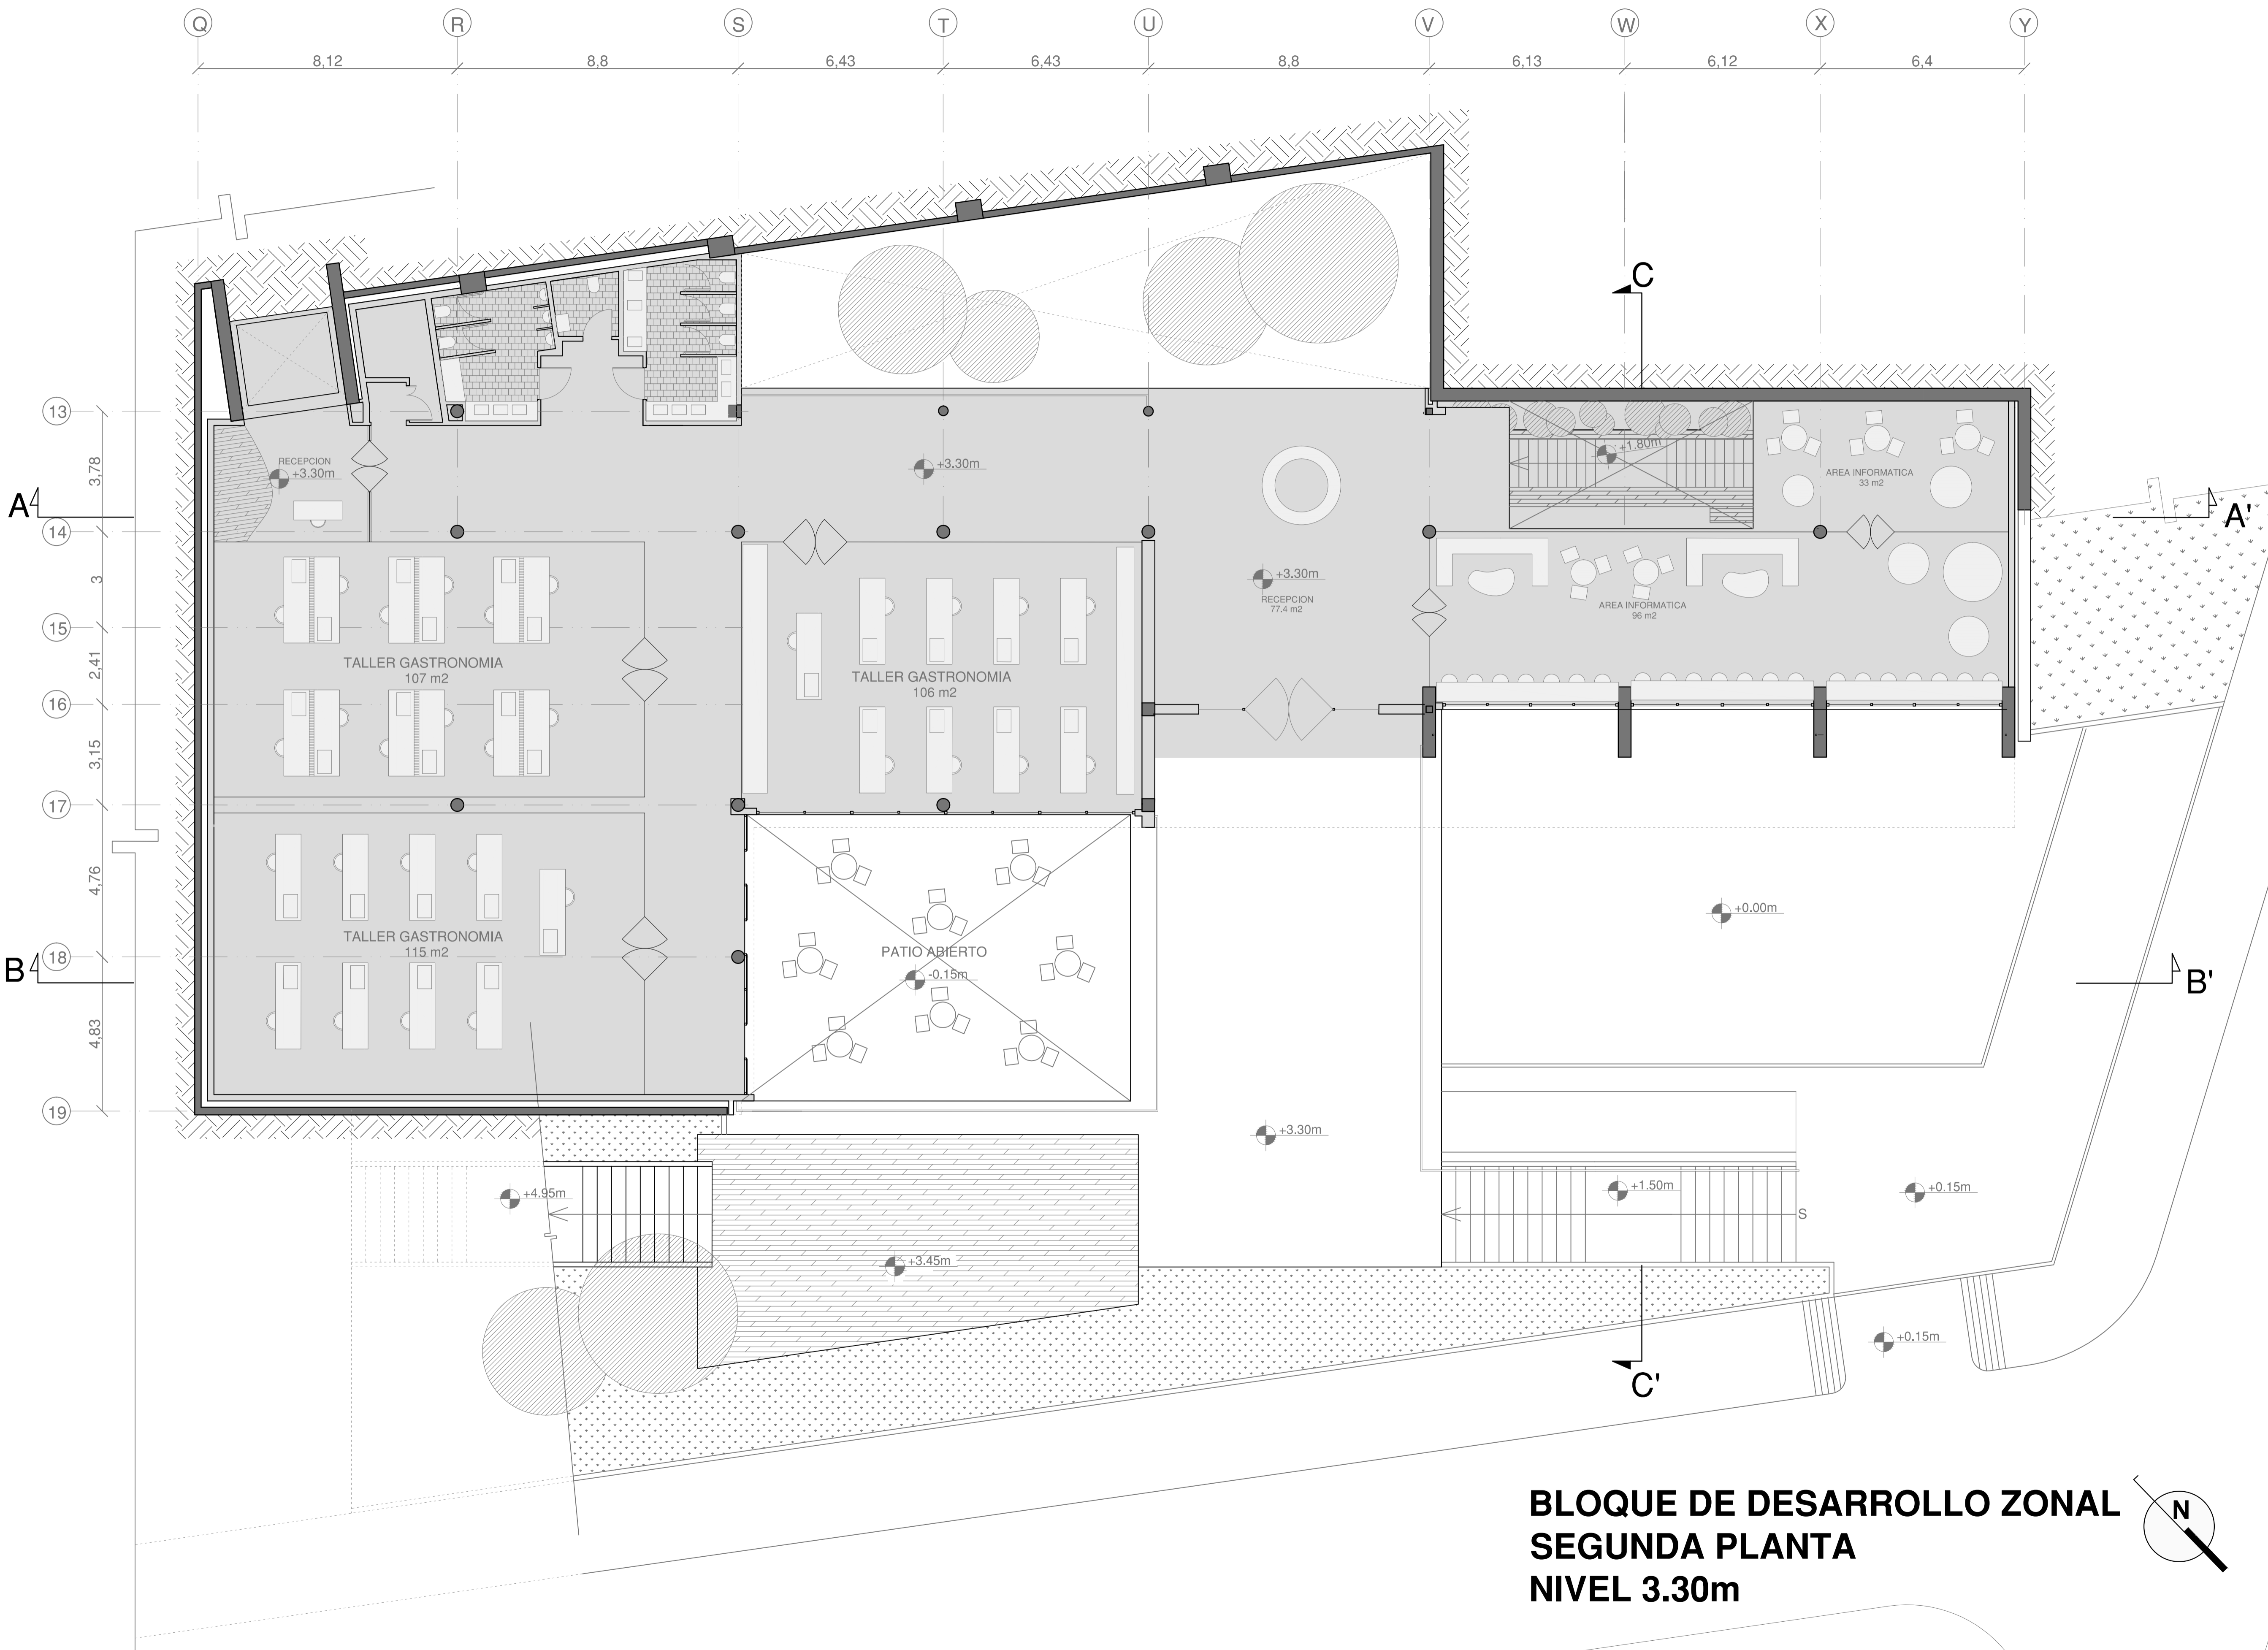 Q R S T U V W X Y
8,12 8,8 6,43 6,43 8,8 6,13 6,12 6,4
C
13
+1.80m
RECEPCION
+3.30m
+3.30m
AREA INFORMATICA
33 m2
3,78
A
A'
14
+3.30m
RECEPCION
77.4 m2
3
AREA INFORMATICA
96 m2
15
TALLER GASTRONOMIA
107 m2
TALLER GASTRONOMIA
106 m2
2,41
16
3,15
17
4,76
+0.00m
TALLER GASTRONOMIA
115 m2
PATIO ABIERTO
-0.15m
18
B
B'
4,83
19
+3.30m
+4.95m
+1.50m
+0.15m
S
+3.45m
+0.15m
C'
BLOQUE DE DESARROLLO ZONAL
SEGUNDA PLANTA
NIVEL 3.30m
N